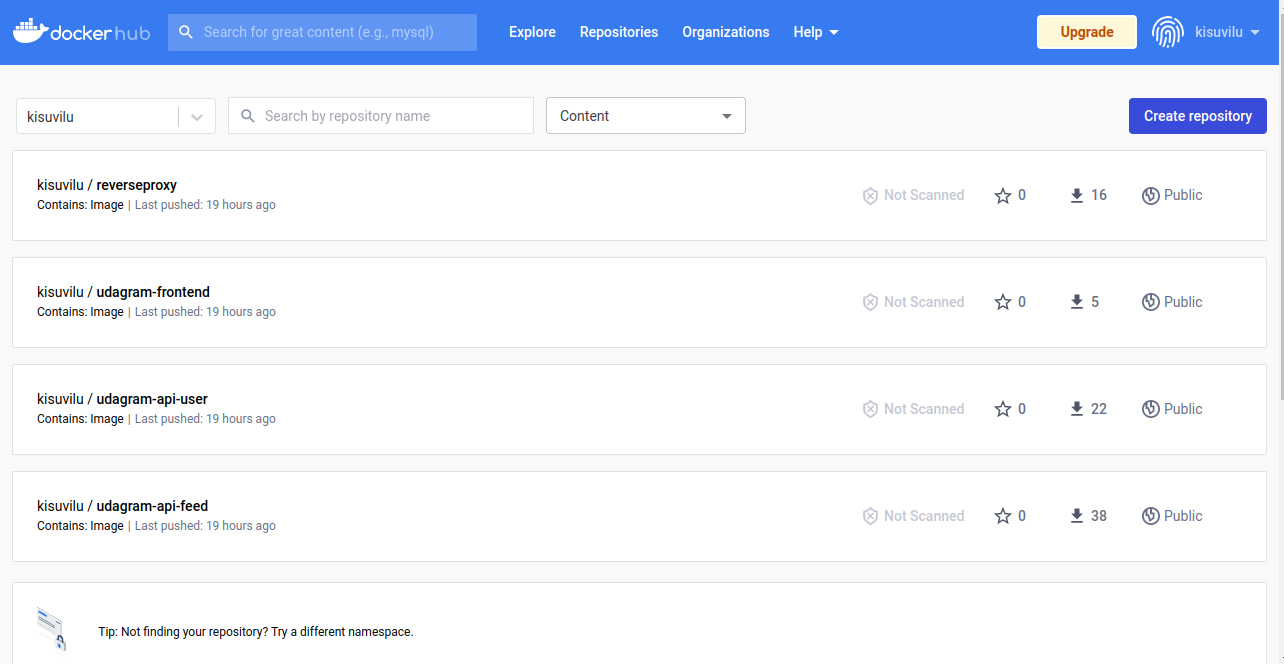 docker hub Search for great content (e.g., mysql) Explore Repositories Organizations Help Upgrade kisuvilu
kisuvilu Search by repository name Content Create repository
kisuvilu / reverseproxy
Contains: Image | Last pushed: 19 hours ago
Not Scanned 0 16 Public
kisuvilu / udagram-frontend
Contains: Image | Last pushed: 19 hours ago
Not Scanned 0 5 Public
kisuvilu / udagram-api-user
Contains: Image | Last pushed: 19 hours ago
Not Scanned 0 22 Public
kisuvilu / udagram-api-feed
Contains: Image | Last pushed: 19 hours ago
Not Scanned 0 38 Public
Tip: Not finding your repository? Try a different namespace.